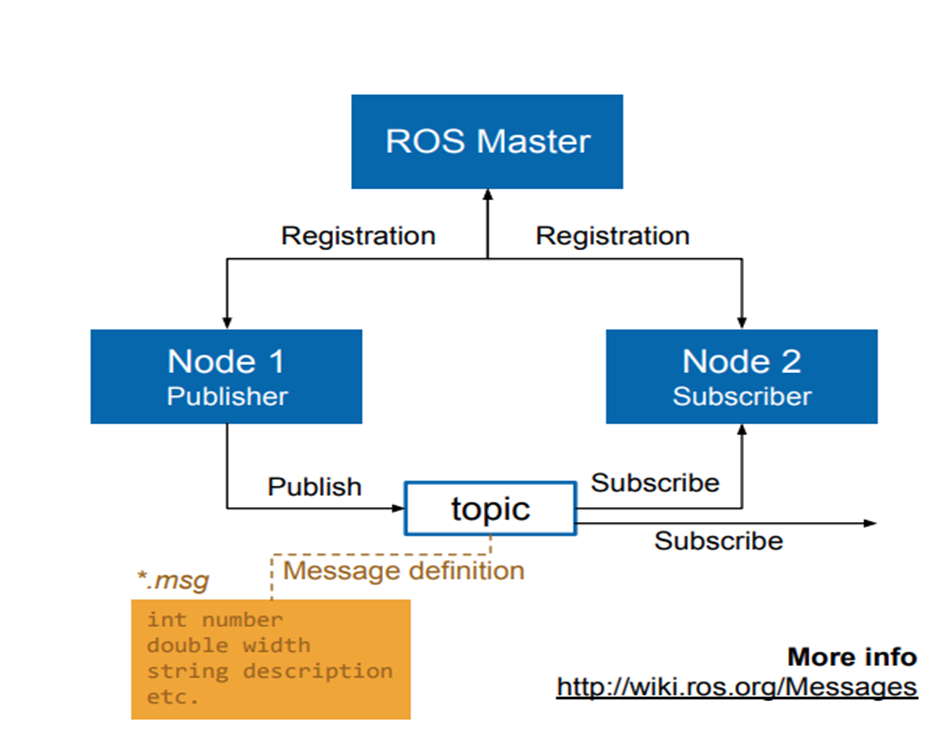 ROS Master
Registration
Registration
Node 1
Publisher
Node 2
Subscriber
Publish
topic
Subscribe
Subscribe
Message definition
*.msg
int number
double width
string description
etc.
More info
http://wiki.ros.org/Messages